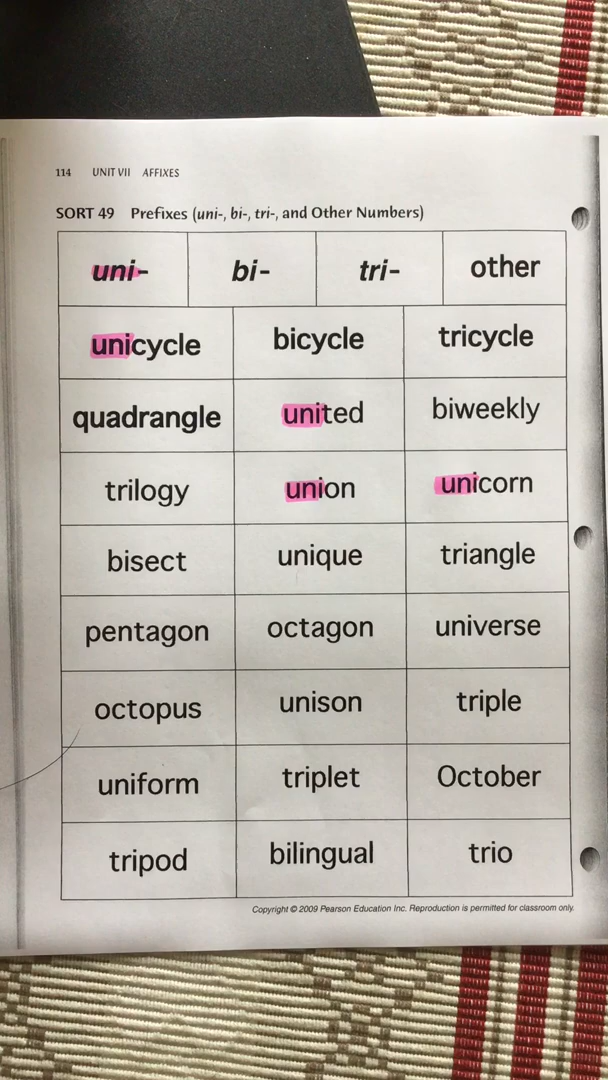 114 UNIT VII AFFIXES
SORT 49 Prefixes (uni-, bi-, tri-, and Other Numbers)
uni- bi- tri- other
unicycle bicycle tricycle
quadrangle united biweekly
trilogy union unicorn
bisect unique triangle
pentagon octagon universe
octopus unison triple
uniform triplet October
tripod bilingual trio
Copyright © 2009 Pearson Education Inc. Reproduction is permitted for classroom only.